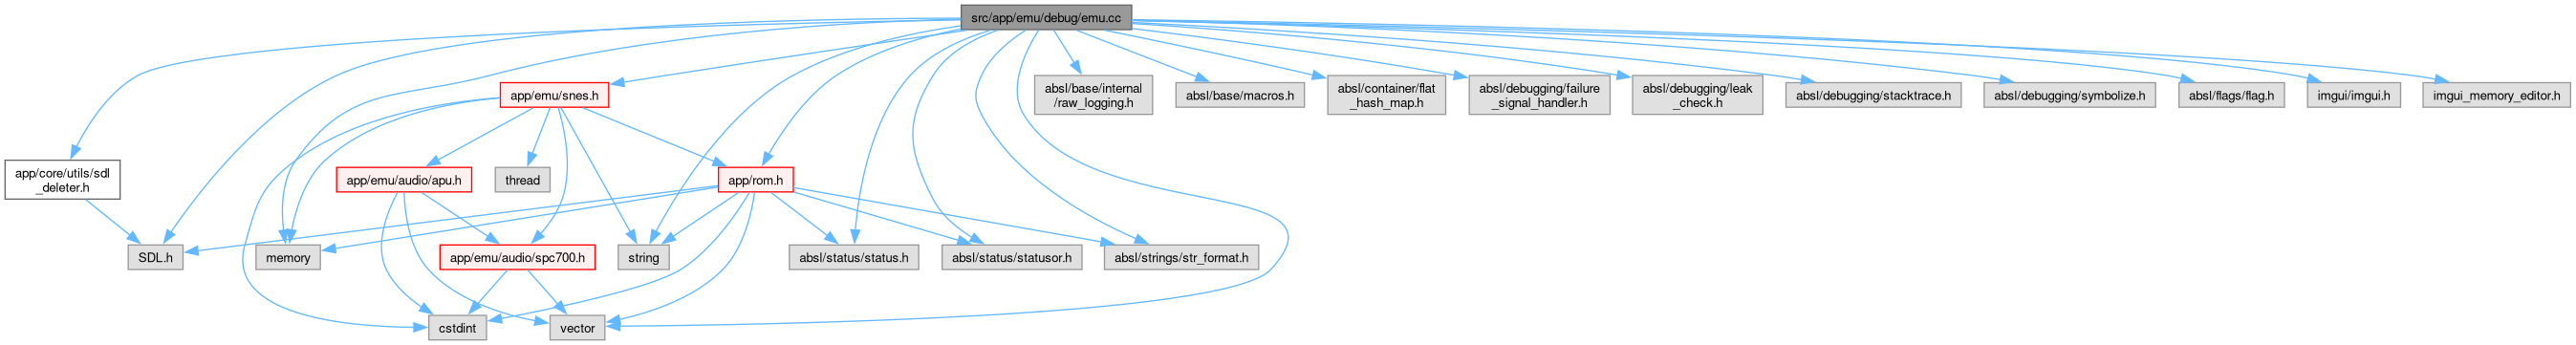 src/app/emu/debug/emu.cc
app/emu/snes.h
absl/base/internal
/raw_logging.h
absl/base/macros.h
absl/container/flat
_hash_map.h
absl/debugging/failure
_signal_handler.h
absl/debugging/leak
_check.h
absl/debugging/stacktrace.h
absl/debugging/symbolize.h
absl/flags/flag.h
imgui/imgui.h
imgui_memory_editor.h
app/core/utils/sdl
_deleter.h
app/emu/audio/apu.h
thread
app/rom.h
SDL.h
memory
app/emu/audio/spc700.h
string
absl/status/status.h
absl/status/statusor.h
absl/strings/str_format.h
cstdint
vector